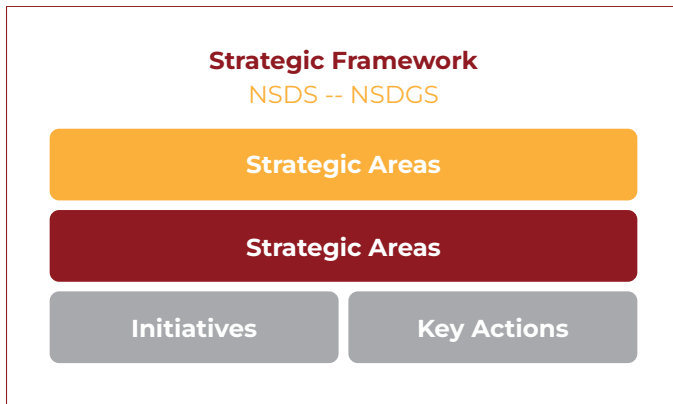 Strategic Framework
NSDS -- NSDGS
Strategic Areas
Strategic Areas
Initiatives
Key Actions